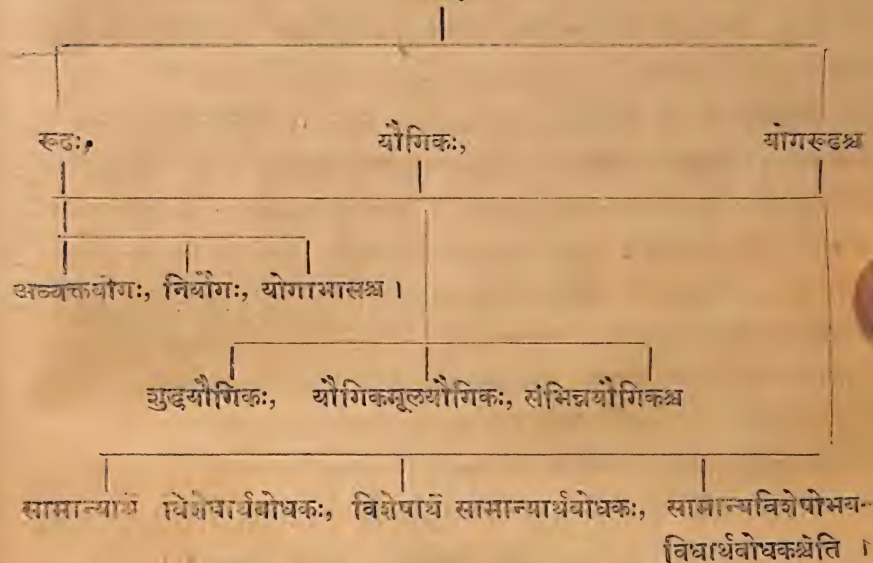 रूढः, यौगिकः, योगरूढश्च
अव्यक्तयोगः, निर्योगः, योगाभासश्च ।
शुद्धयौगिकः, यौगिकमूलयौगिकः, संभिन्नयौगिकश्च
सामान्यार्थे विशेषार्थबोधकः, विशेषार्थे सामान्यार्थबोधकः, सामान्यविशेषोभय-
विधार्थबोधकश्चेति ।